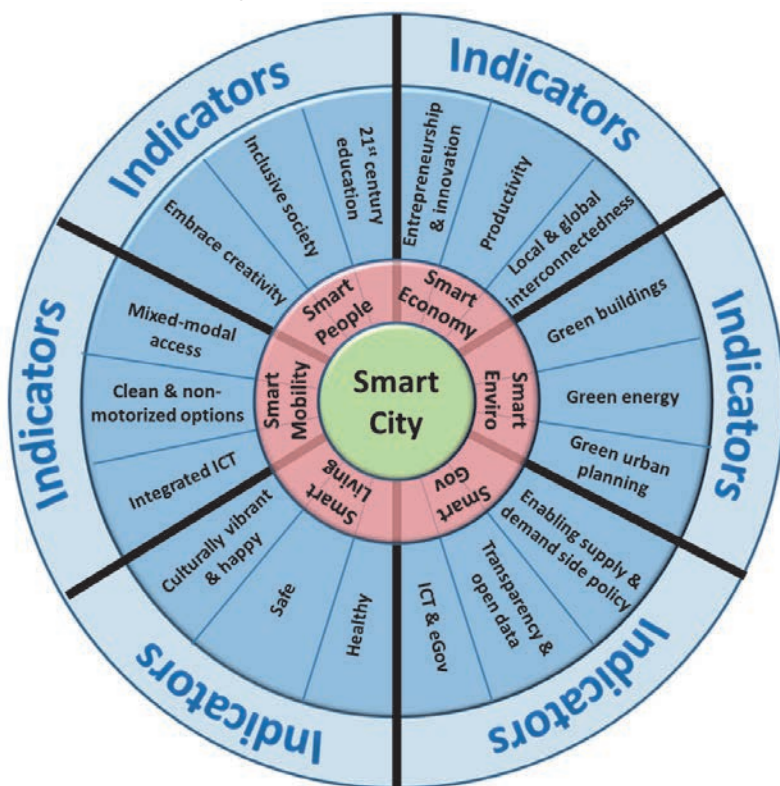 Smart
City
Smart
Economy
Entrepreneurship
& innovation
Productivity
Local & global
interconnectedness
Indicators
Smart
Enviro
Green buildings
Green energy
Green urban
planning
Indicators
Smart
Gov
Enabling supply &
demand side policy
Transparency &
open data
ICT & eGov
Indicators
Smart
Living
Healthy
Safe
Culturally vibrant
& happy
Indicators
Smart
Mobility
Integrated ICT
Clean & non-
motorized options
Mixed-modal
access
Indicators
Smart
People
Embrace creativity
Inclusive society
21st century
education
Indicators